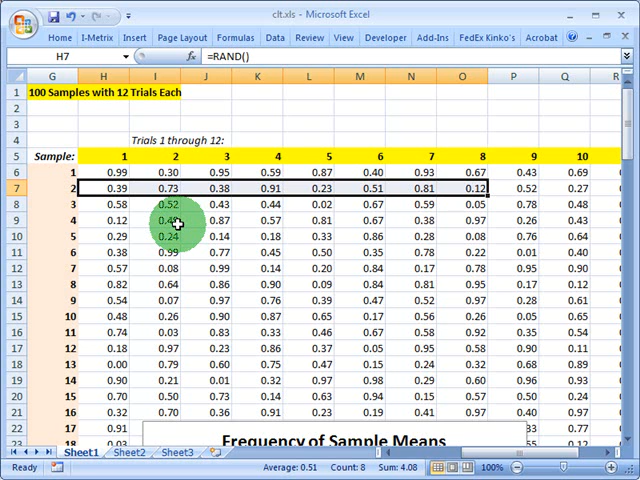 clt.xls - Microsoft Excel
Home I-Metrix Insert Page Layout Formulas Data Review View Developer Add-Ins FedEx Kinko's Acrobat
H7 fx =RAND()
G H I J K L M N O P Q R
1 100 Samples with 12 Trials Each
2
3
4 Trials 1 through 12:
5 Sample: 1 2 3 4 5 6 7 8 9 10
6 1 0.99 0.30 0.95 0.59 0.87 0.40 0.93 0.67 0.43 0.69
7 2 0.39 0.73 0.38 0.91 0.23 0.51 0.81 0.12 0.52 0.27
8 3 0.58 0.52 0.43 0.44 0.02 0.67 0.59 0.05 0.78 0.48
9 4 0.12 0.87 0.57 0.81 0.67 0.38 0.97 0.26 0.43
10 5 0.29 0.24 0.14 0.18 0.33 0.86 0.28 0.08 0.76 0.64
11 6 0.38 0.99 0.77 0.45 0.50 0.35 0.78 0.22 0.01 0.40
12 7 0.57 0.08 0.99 0.14 0.20 0.84 0.17 0.78 0.95 0.90
13 8 0.82 0.64 0.86 0.90 0.09 0.84 0.81 0.95 0.17 0.12
14 9 0.54 0.07 0.97 0.76 0.39 0.47 0.52 0.97 0.28 0.61
15 10 0.48 0.26 0.90 0.87 0.65 0.17 0.56 0.26 0.05 0.65
16 11 0.74 0.03 0.83 0.33 0.46 0.67 0.58 0.92 0.35 0.54
17 12 0.18 0.97 0.23 0.86 0.37 0.05 0.95 0.58 0.90 0.11
18 13 0.00 0.79 0.60 0.75 0.47 0.15 0.24 0.32 0.68 0.89
19 14 0.90 0.21 0.01 0.32 0.97 0.98 0.29 0.60 0.96 0.93
20 15 0.70 0.50 0.73 0.14 0.63 0.94 0.15 0.57 0.50 0.24
21 16 0.32 0.70 0.36 0.91 0.23 0.19 0.41 0.97 0.40 0.97
22 17 0.91 0.77
23 18 0.03 Frequency of Sample Means 0.12
Sheet1 Sheet2 Sheet3
Ready Average: 0.51 Count: 8 Sum: 4.08 100%